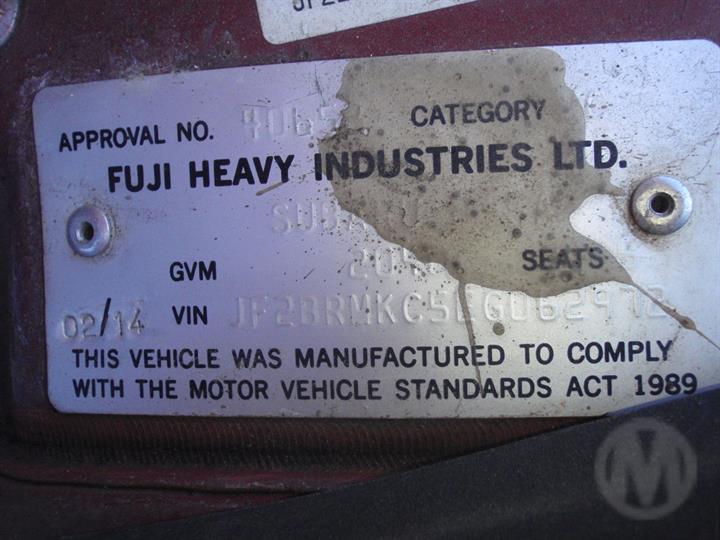 APPROVAL NO. CATEGORY
FUJI HEAVY INDUSTRIES LTD.
SUBARU
GVM SEATS
02/14 VIN
THIS VEHICLE WAS MANUFACTURED TO COMPLY
WITH THE MOTOR VEHICLE STANDARDS ACT 1989
M